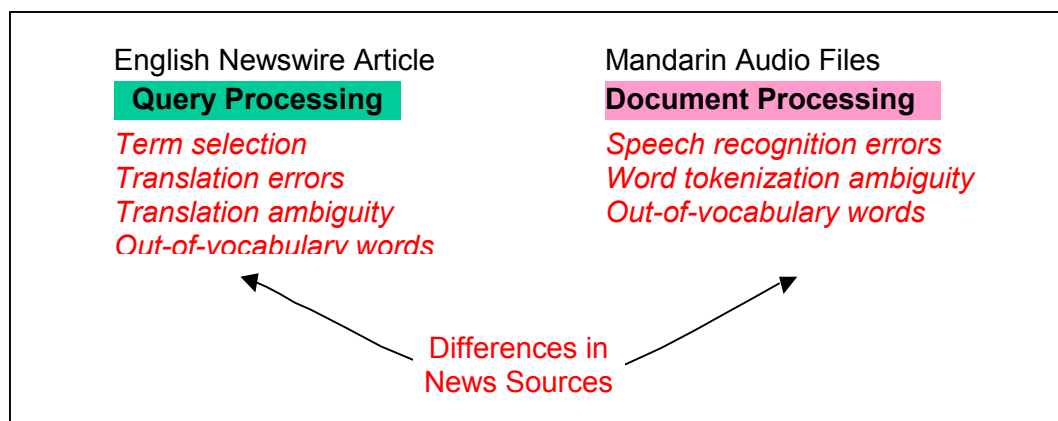 English Newswire Article
Query Processing
Term selection
Translation errors
Translation ambiguity
Out-of-vocabulary words
Mandarin Audio Files
Document Processing
Speech recognition errors
Word tokenization ambiguity
Out-of-vocabulary words
Differences in
News Sources